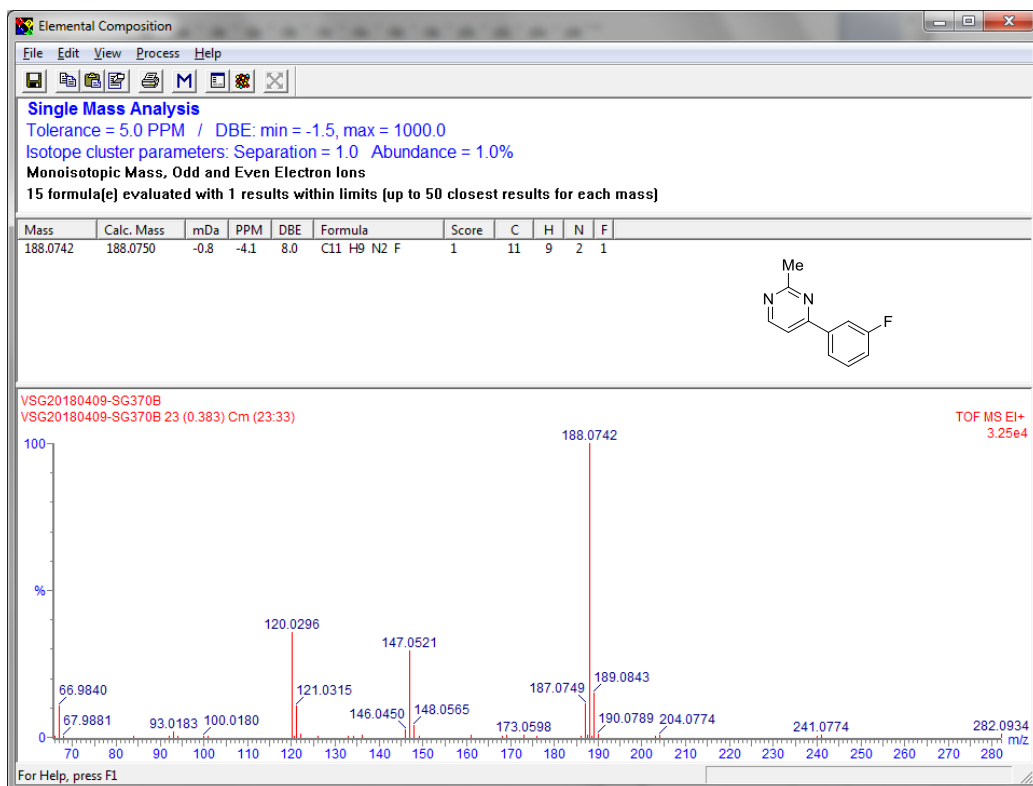 Elemental Composition
File Edit View Process Help
M
Single Mass Analysis
Tolerance = 5.0 PPM / DBE: min = -1.5, max = 1000.0
Isotope cluster parameters: Separation = 1.0 Abundance = 1.0%
Monoisotopic Mass, Odd and Even Electron Ions
15 formula(e) evaluated with 1 results within limits (up to 50 closest results for each mass)
Mass Calc. Mass mDa PPM DBE Formula Score C H N F
188.0742 188.0750 -0.8 -4.1 8.0 C11 H9 N2 F 1 11 9 2 1
Me
N N
F
VSG20180409-SG370B
VSG20180409-SG370B 23 (0.383) Cm (23:33)
TOF MS EI+
3.25e4
100
188.0742
%
120.0296
147.0521
66.9840
121.0315
187.0749
189.0843
67.9881
93.0183
100.0180
146.0450
148.0565
173.0598
190.0789
204.0774
241.0774
282.0934
0
m/z
70 80 90 100 110 120 130 140 150 160 170 180 190 200 210 220 230 240 250 260 270 280
For Help, press F1